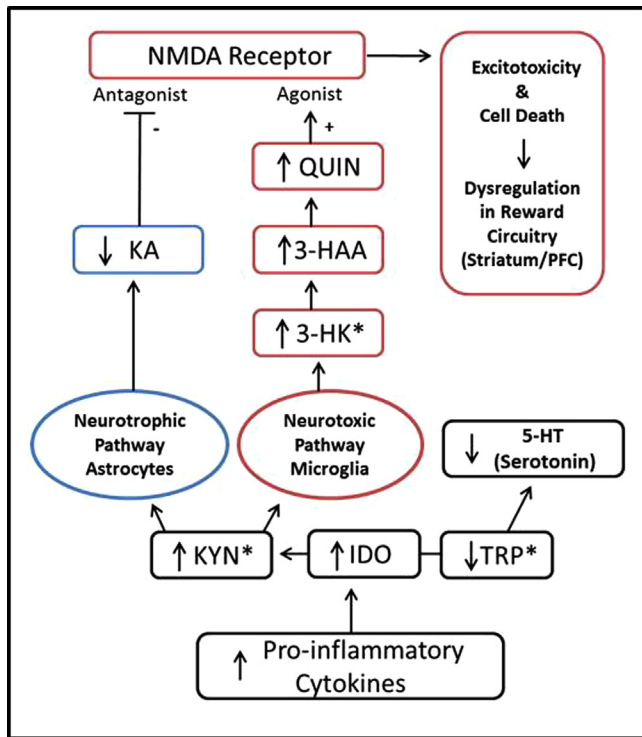 NMDA Receptor
Antagonist
Agonist
-
+
↑ QUIN
↓ KA
↑ 3-HAA
↑ 3-HK*
Excitotoxicity
&
Cell Death
↓
Dysregulation
in Reward
Circuitry
(Striatum/PFC)
Neurotrophic
Pathway
Astrocytes
Neurotoxic
Pathway
Microglia
↓ 5-HT
(Serotonin)
↑ KYN*
↑ IDO
↓ TRP*
↑ Pro-inflammatory
Cytokines